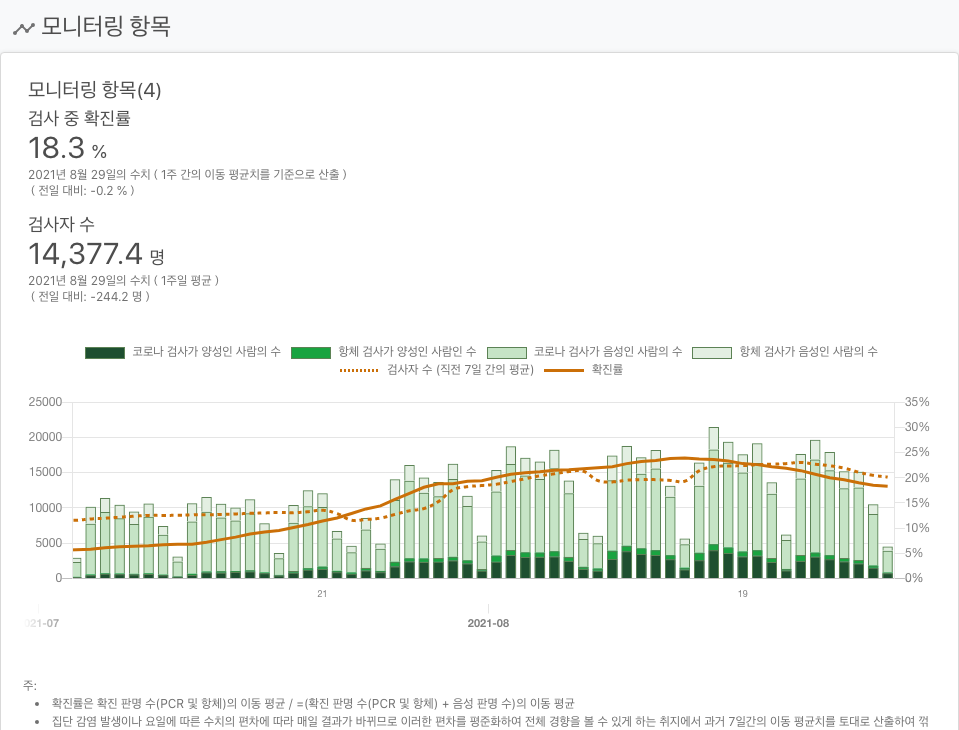 모니터링 항목
모니터링 항목(4)
검사 중 확진률
18.3 %
2021년 8월 29일의 수치 ( 1주 간의 이동 평균치를 기준으로 산출 )
( 전일 대비: -0.2 % )
검사자 수
14,377.4 명
2021년 8월 29일의 수치 ( 1주일 평균 )
( 전일 대비: -244.2 명 )
코로나 검사가 양성인 사람의 수 항체 검사가 양성인 사람인 수 코로나 검사가 음성인 사람의 수 항체 검사가 음성인 사람의 수
검사자 수 (직전 7일 간의 평균) 확진률
25000 35%
30%
20000
25%
15000
20%
15%
10000
10%
5000
5%
0 0%
21 19
021-07 2021-08
주:
• 확진률은 확진 판명 수(PCR 및 항체)의 이동 평균 / =(확진 판명 수(PCR 및 항체) + 음성 판명 수)의 이동 평균
• 집단 감염 발생이나 요일에 따른 수치의 편차에 따라 매일 결과가 바뀌므로 이러한 편차를 평준화하여 전체 경향을 볼 수 있게 하는 취지에서 과거 7일간의 이동 평균치를 토대로 산출하여 꺾